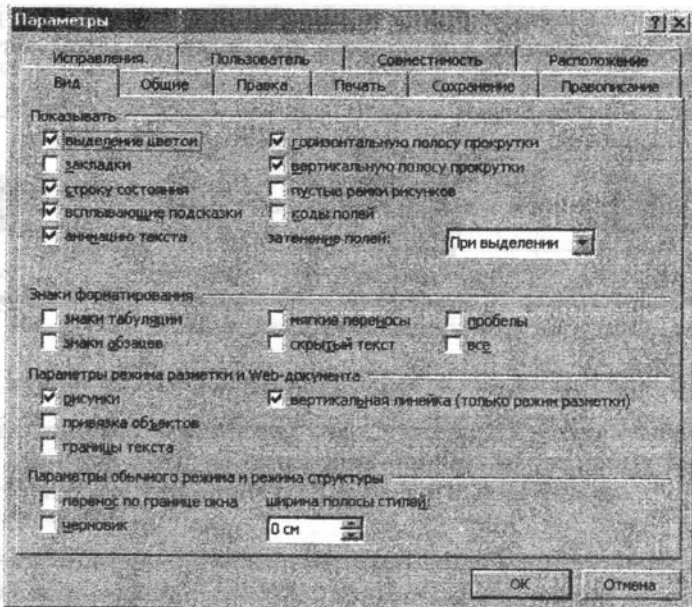 Параметры
Исправления Пользователь Совместимость Расположение
Вид Общие Правка Печать Сохранение Правописание
Показывать
выделение цветом
горизонтальную полосу прокрутки
закладки
вертикальную полосу прокрутки
строку состояния
пустые рамки рисунков
всплывающие подсказки
коды полей
анимацию текста
затенение полей: При выделении
Знаки форматирования
знаки табуляции
мягкие переносы
пробелы
знаки абзацев
скрытый текст
все
Параметры режима разметки и Web-документа
рисунки
вертикальная линейка (только режим разметки)
привязка объектов
границы текста
Параметры обычного режима и режима структуры
перенос по границе окна
ширина полосы стилей:
черновик
0 см
ОК Отмена